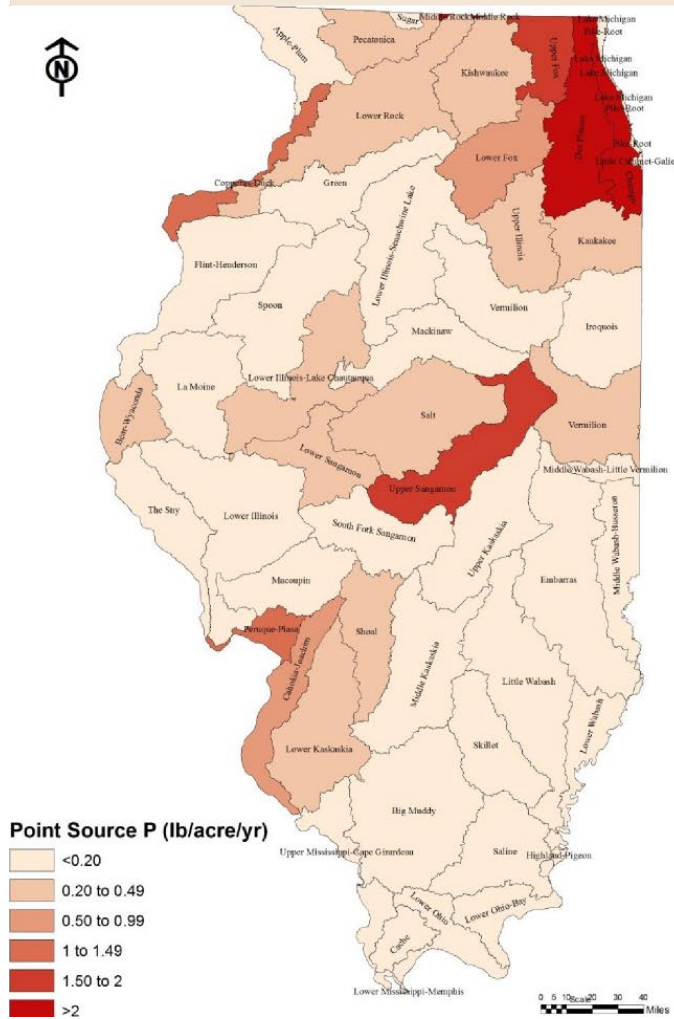 Sugar
Middle Rock
Middle Rock
Lake Michigan
Pike-Root
Apple-Plum
Pecatonica
N
Kishwaukee
Upper Fox
Lake Michigan
Lake Michigan
Lake Michigan
Pike-Root
Lower Rock
Des Plaines
Pike-Root
Lower Fox
Little Calumet-Galie
Chicago
Copperas-Duck
Green
Upper Illinois
Lower Illinois-Senachwine Lake
Kankakee
Flint-Henderson
Spoon
Vermilion
Iroquois
Mackinaw
La Moine
Lower Illinois-Lake Chautauqua
Bear-Wyaconda
Salt
Vermilion
Lower Sangamon
Middle Wabash-Little Vermilion
Upper Sangamon
The Sny
Lower Illinois
South Fork Sangamon
Upper Kaskaskia
Middle Wabash-Busseron
Embarras
Macoupin
Peruque-Piasa
Shoal
Cahokia-Joachim
Middle Kaskaskia
Little Wabash
Lower Wabash
Skillet
Lower Kaskaskia
Big Muddy
Point Source P (lb/acre/yr)
<0.20
0.20 to 0.49
0.50 to 0.99
1 to 1.49
1.50 to 2
>2
Upper Mississippi-Cape Girardeau
Saline
Highland-Pigeon
Lower Ohio
Lower Ohio-Bay
Cache
Lower Mississippi-Memphis
0 5 10 20 30 40
Scale
Miles